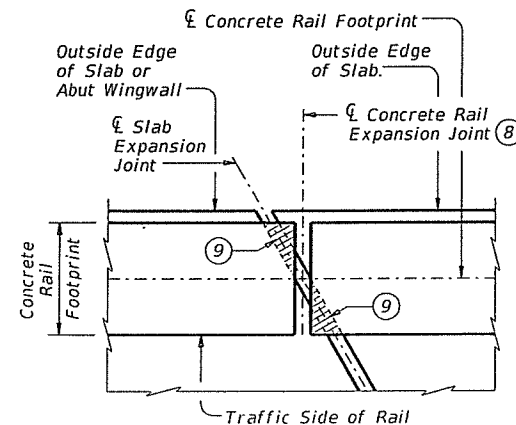 ℄ Concrete Rail Footprint
Outside Edge
of Slab or
Abut Wingwall
Outside Edge
of Slab.
℄ Slab
Expansion
Joint
℄ Concrete Rail
Expansion Joint 8
9
Concrete
Rail
Footprint
9
Traffic Side of Rail